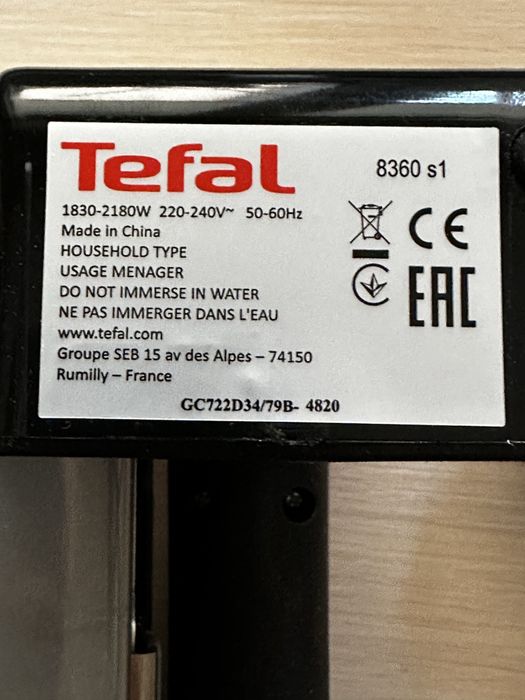 Tefal
8360 s1
1830-2180W 220-240V~ 50-60Hz
Made in China
HOUSEHOLD TYPE
USAGE MENAGER
DO NOT IMMERSE IN WATER
NE PAS IMMERGER DANS L'EAU
www.tefal.com
Groupe SEB 15 av des Alpes – 74150
Rumilly – France
CE
EAC
GC722D34/79B- 4820